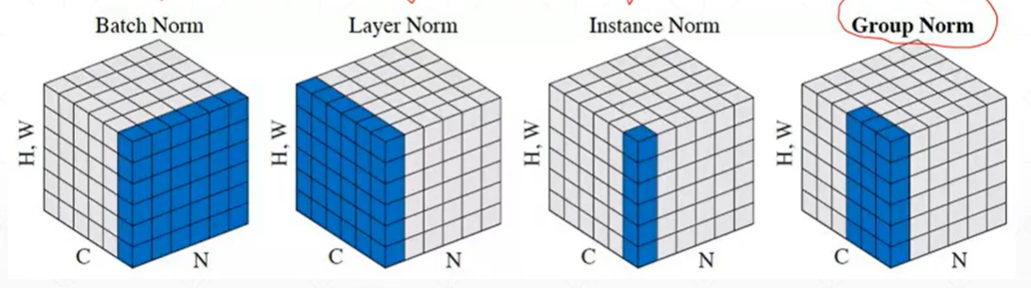 Batch Norm
Layer Norm
Instance Norm
Group Norm
H, W
C
N
H, W
C
N
H, W
C
N
H, W
C
N